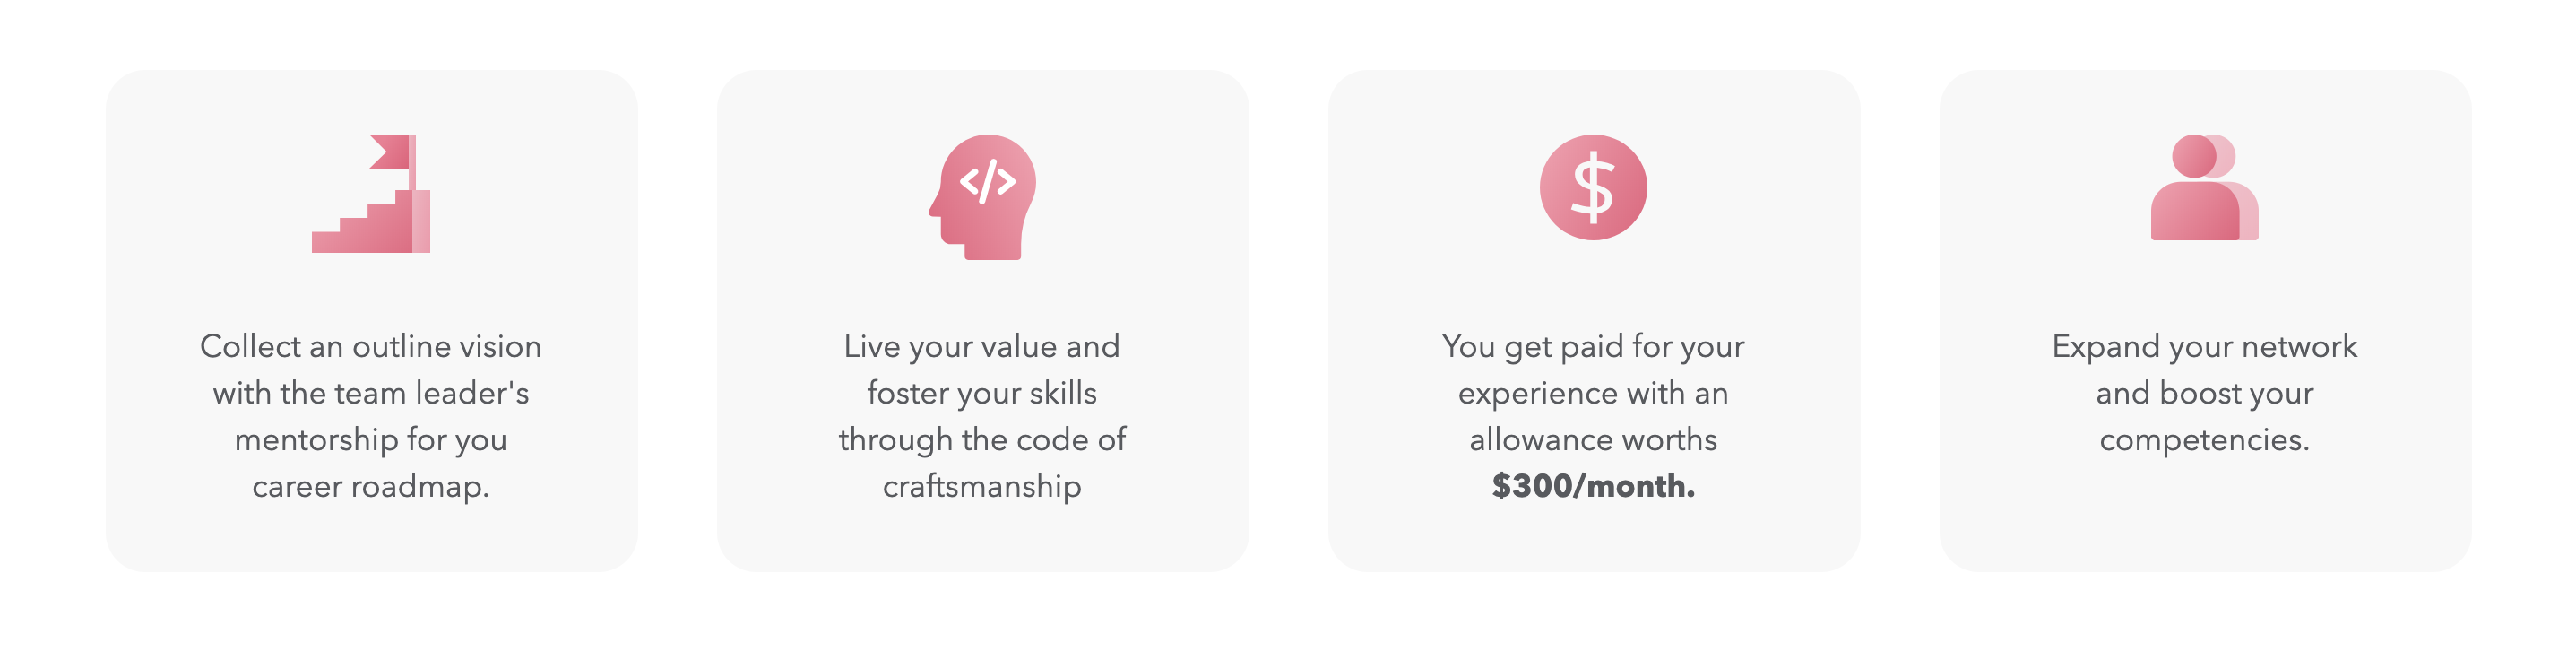 Collect an outline vision
with the team leader's
mentorship for you
career roadmap.
</>
Live your value and
foster your skills
through the code of
craftsmanship
$
You get paid for your
experience with an
allowance worths
$300/month.
Expand your network
and boost your
competencies.